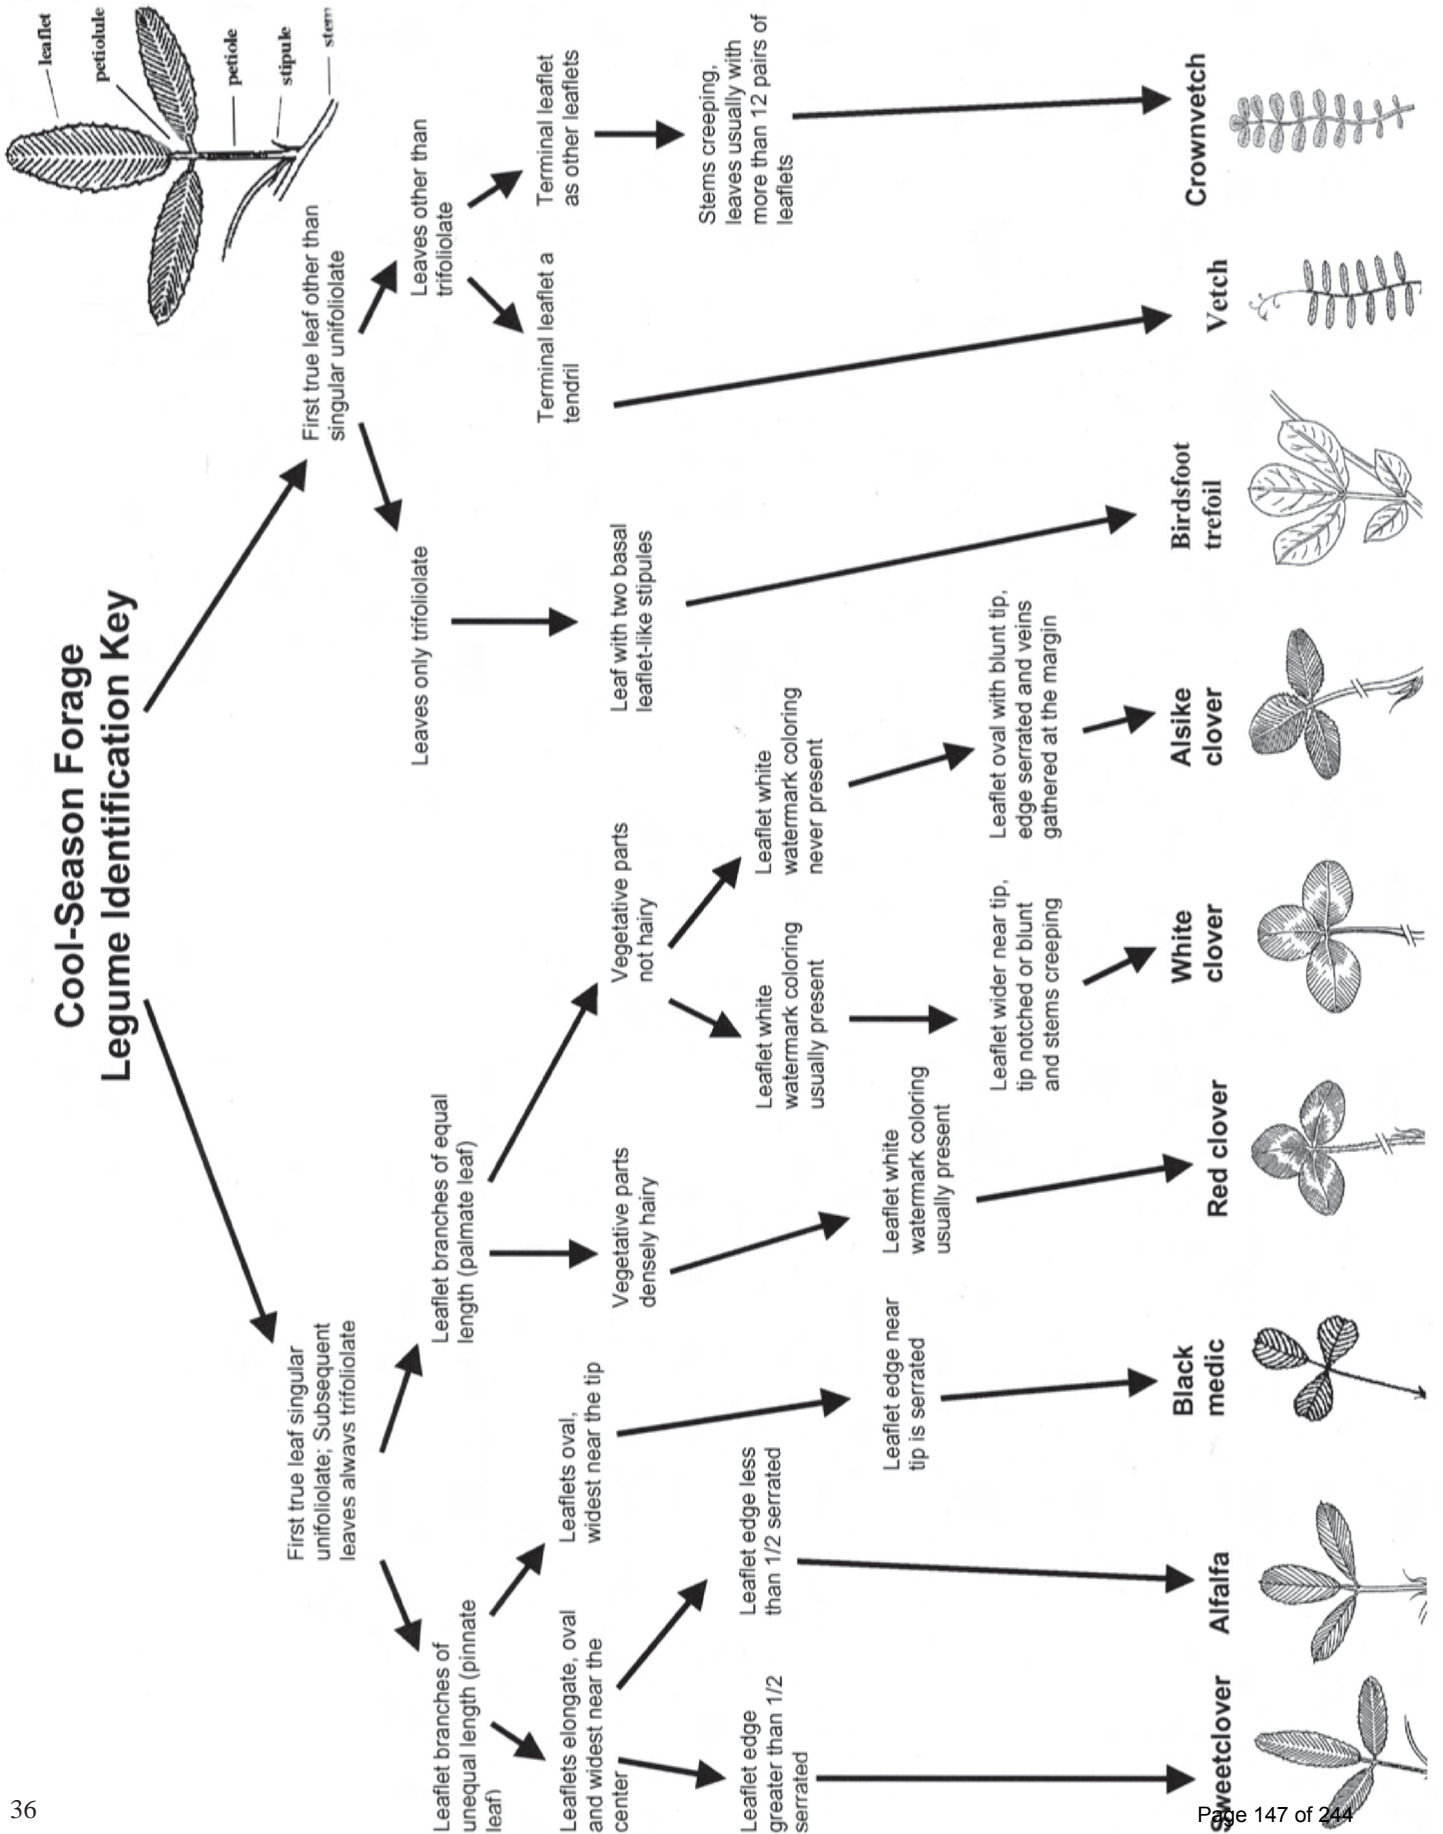 Cool-Season Forage
Legume Identification Key
leaflet
petiolule
petiole
stipule
stem
First true leaf singular
unifoliolate; Subsequent
leaves always trifoliolate
First true leaf other than
singular unifoliolate
Leaflet branches of
unequal length (pinnate
leaf)
Leaflet branches of equal
length (palmate leaf)
Leaves only trifoliolate
Leaves other than
trifoliolate
Leaflets elongate, oval
and widest near the
center
Leaflets oval,
widest near the tip
Vegetative parts
densely hairy
Vegetative parts
not hairy
Leaf with two basal
leaflet-like stipules
Terminal leaflet a
tendril
Terminal leaflet
as other leaflets
Leaflet edge
greater than 1/2
serrated
Leaflet edge less
than 1/2 serrated
Leaflet edge near
tip is serrated
Leaflet white
watermark coloring
usually present
Leaflet white
watermark coloring
usually present
Leaflet white
watermark coloring
never present
Stems creeping,
leaves usually with
more than 12 pairs of
leaflets
Leaflet wider near tip,
tip notched or blunt
and stems creeping
Leaflet oval with blunt tip,
edge serrated and veins
gathered at the margin
Sweetclover
Alfalfa
Black
medic
Red clover
White
clover
Alsike
clover
Birdsfoot
trefoil
Vetch
Crownvetch
36
Page 147 of 244